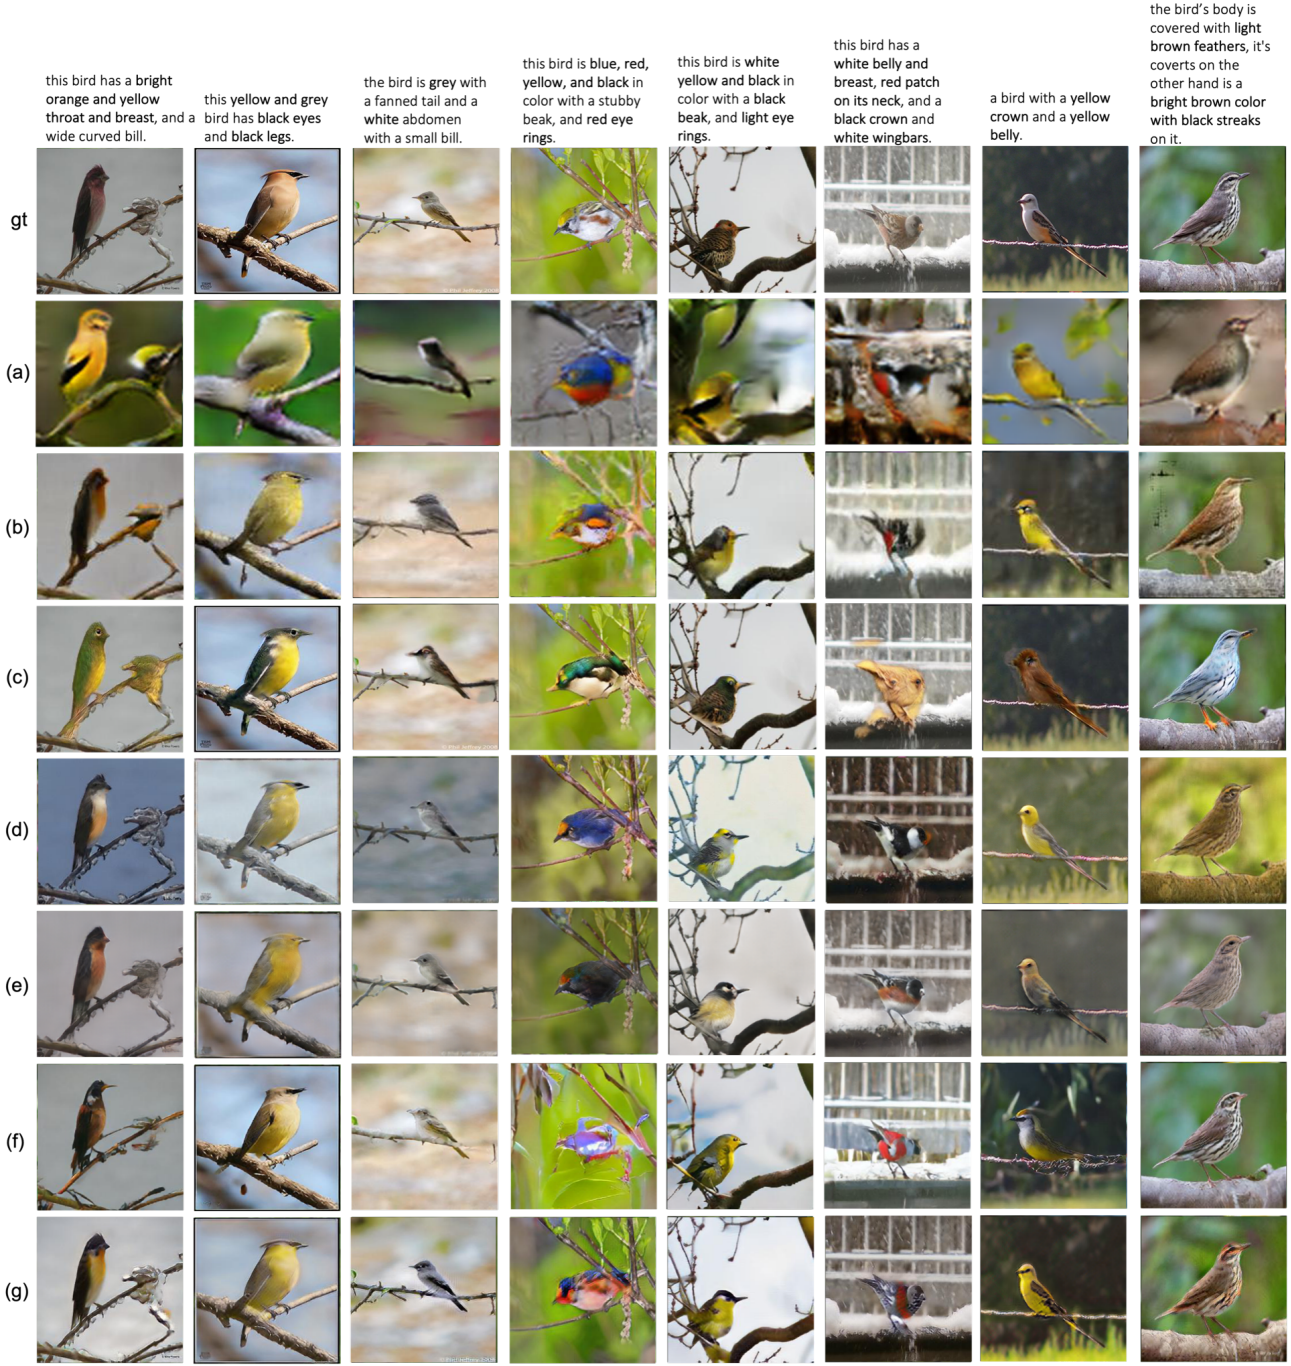 this bird has a bright
orange and yellow
throat and breast, and a
wide curved bill.
this yellow and grey
bird has black eyes
and black legs.
the bird is grey with
a fanned tail and a
white abdomen
with a small bill.
this bird is blue, red,
yellow, and black in
color with a stubby
beak, and red eye
rings.
this bird is white
yellow and black in
color with a black
beak, and light eye
rings.
this bird has a
white belly and
breast, red patch
on its neck, and a
black crown and
white wingbars.
a bird with a yellow
crown and a yellow
belly.
the bird's body is
covered with light
brown feathers, it's
coverts on the
other hand is a
bright brown color
with black streaks
on it.
gt
(a)
(b)
(c)
(d)
(e)
(f)
(g)